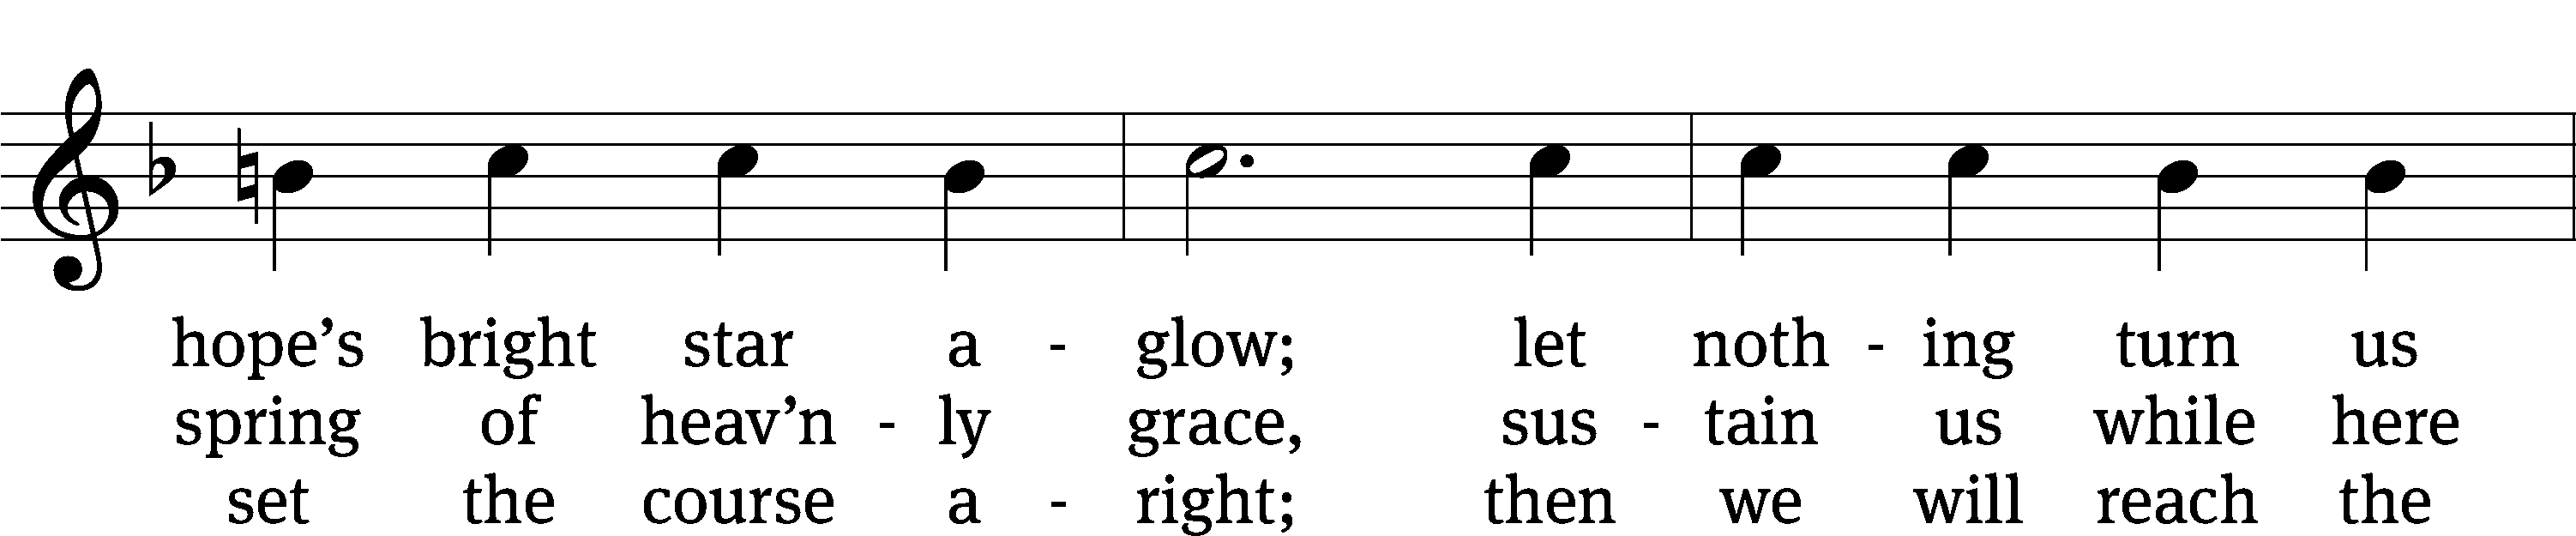 hope’s bright star a - glow; let noth - ing turn us
spring of heav’n - ly grace, sus - tain us while here
set the course a - right; then we will reach the